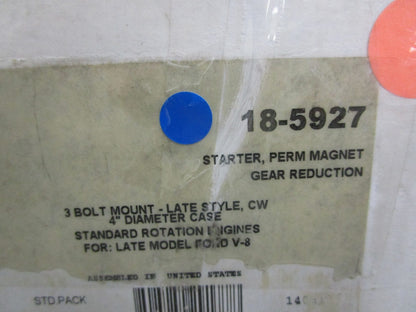 18-5927
STARTER, PERM MAGNET
GEAR REDUCTION
3 BOLT MOUNT - LATE STYLE, CW
4" DIAMETER CASE
STANDARD ROTATION ENGINES
FOR: LATE MODEL FORD V-8
ASSEMBLED IN UNITED STATES
STD.PACK